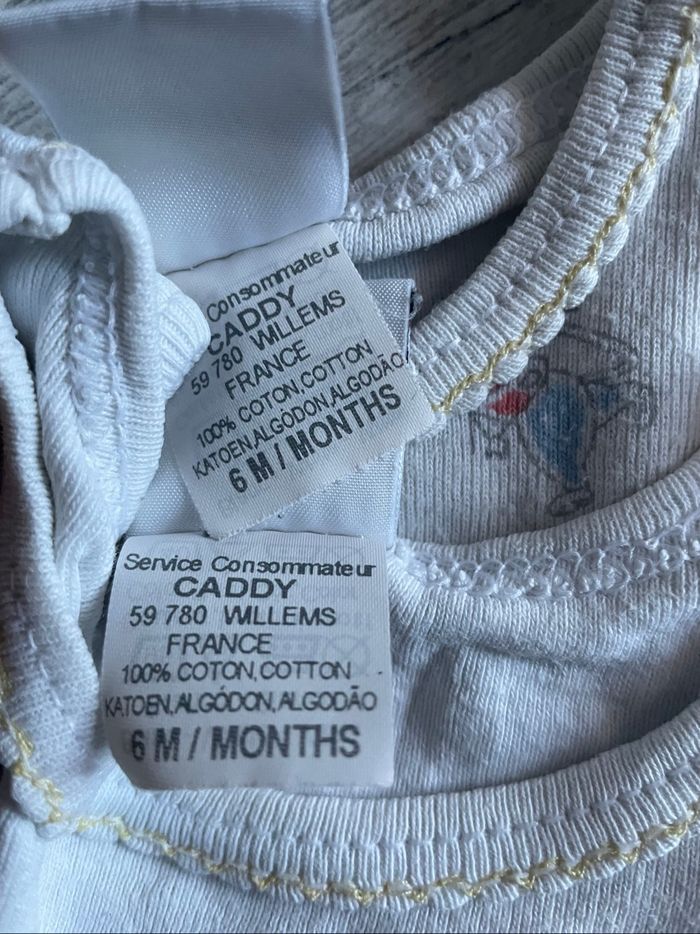 Consommateur
CADDY
59 780 WILLEMS
FRANCE
100% COTON,COTTON
KATOEN,ALGÓDON,ALGODÃO
6 M / MONTHS
Service Consommateur
CADDY
59 780 WILLEMS
FRANCE
100% COTON,COTTON
KATOEN,ALGÓDON,ALGODÃO
6 M / MONTHS